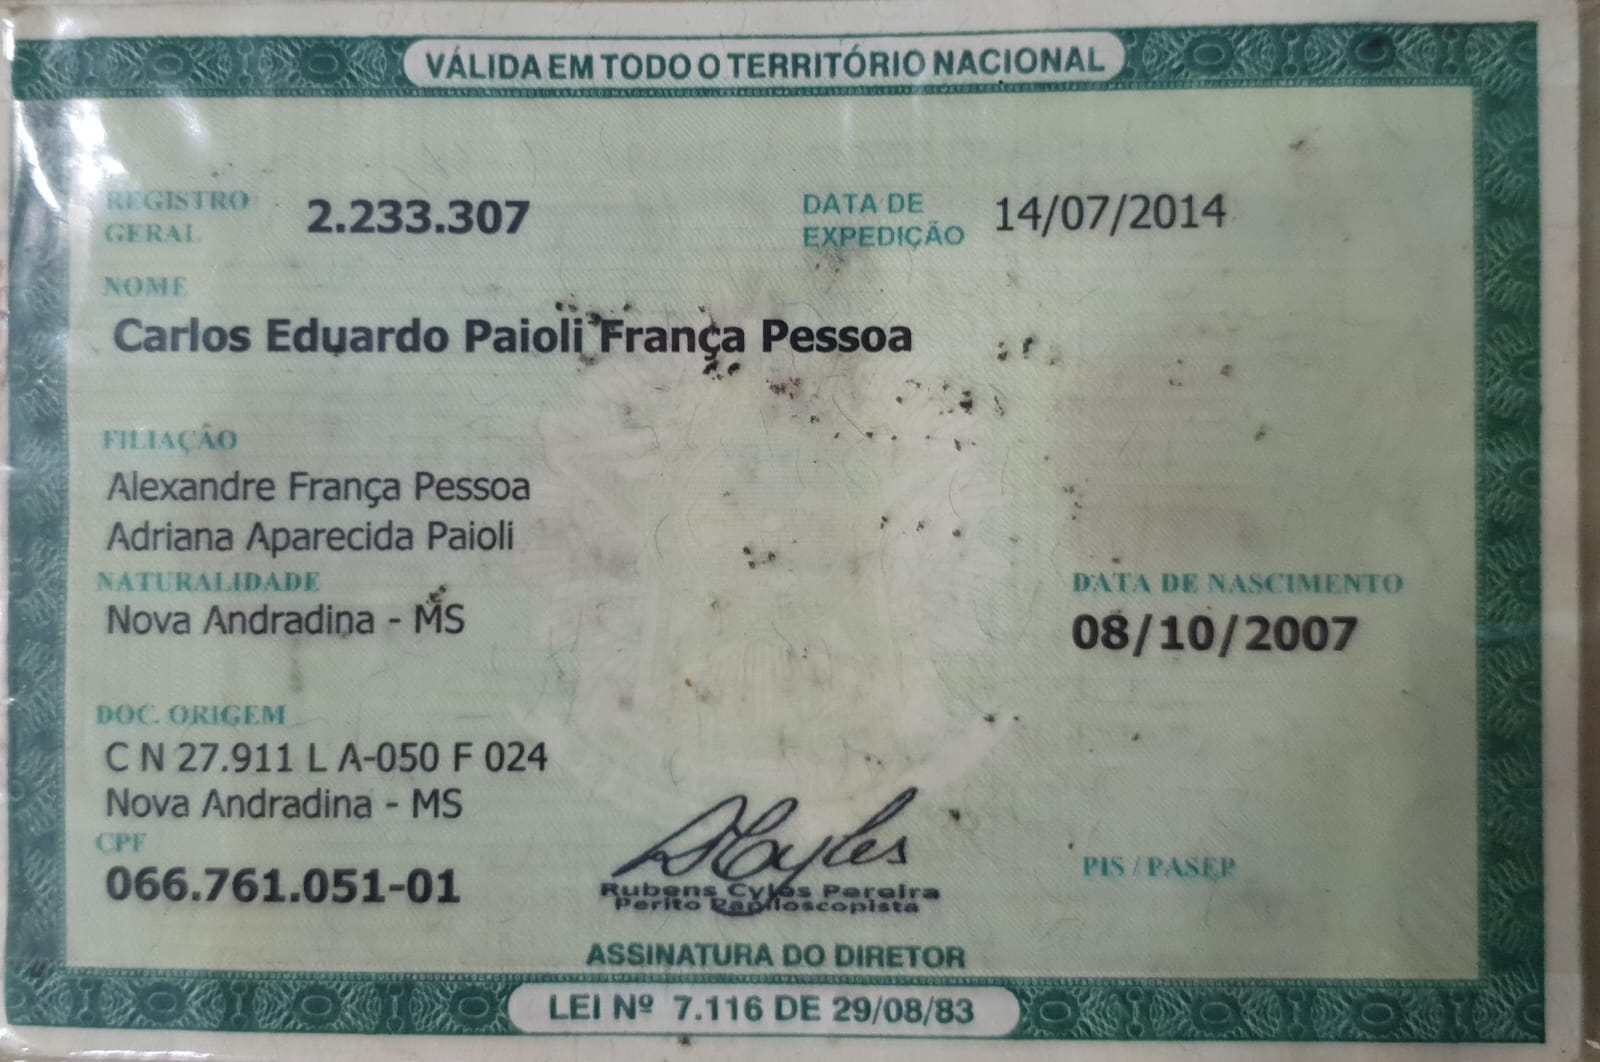 VÁLIDA EM TODO O TERRITÓRIO NACIONAL
REGISTRO GERAL 2.233.307
DATA DE EXPEDIÇÃO 14/07/2014
NOME
Carlos Eduardo Paioli França Pessoa
FILIAÇÃO
Alexandre França Pessoa
Adriana Aparecida Paioli
NATURALIDADE
Nova Andradina - MS
DATA DE NASCIMENTO
08/10/2007
DOC. ORIGEM
C N 27.911 L A-050 F 024
Nova Andradina - MS
CPF
066.761.051-01
PIS / PASEP
Rubens Cyles Pereira
Perito Papiloscopista
ASSINATURA DO DIRETOR
LEI Nº 7.116 DE 29/08/83